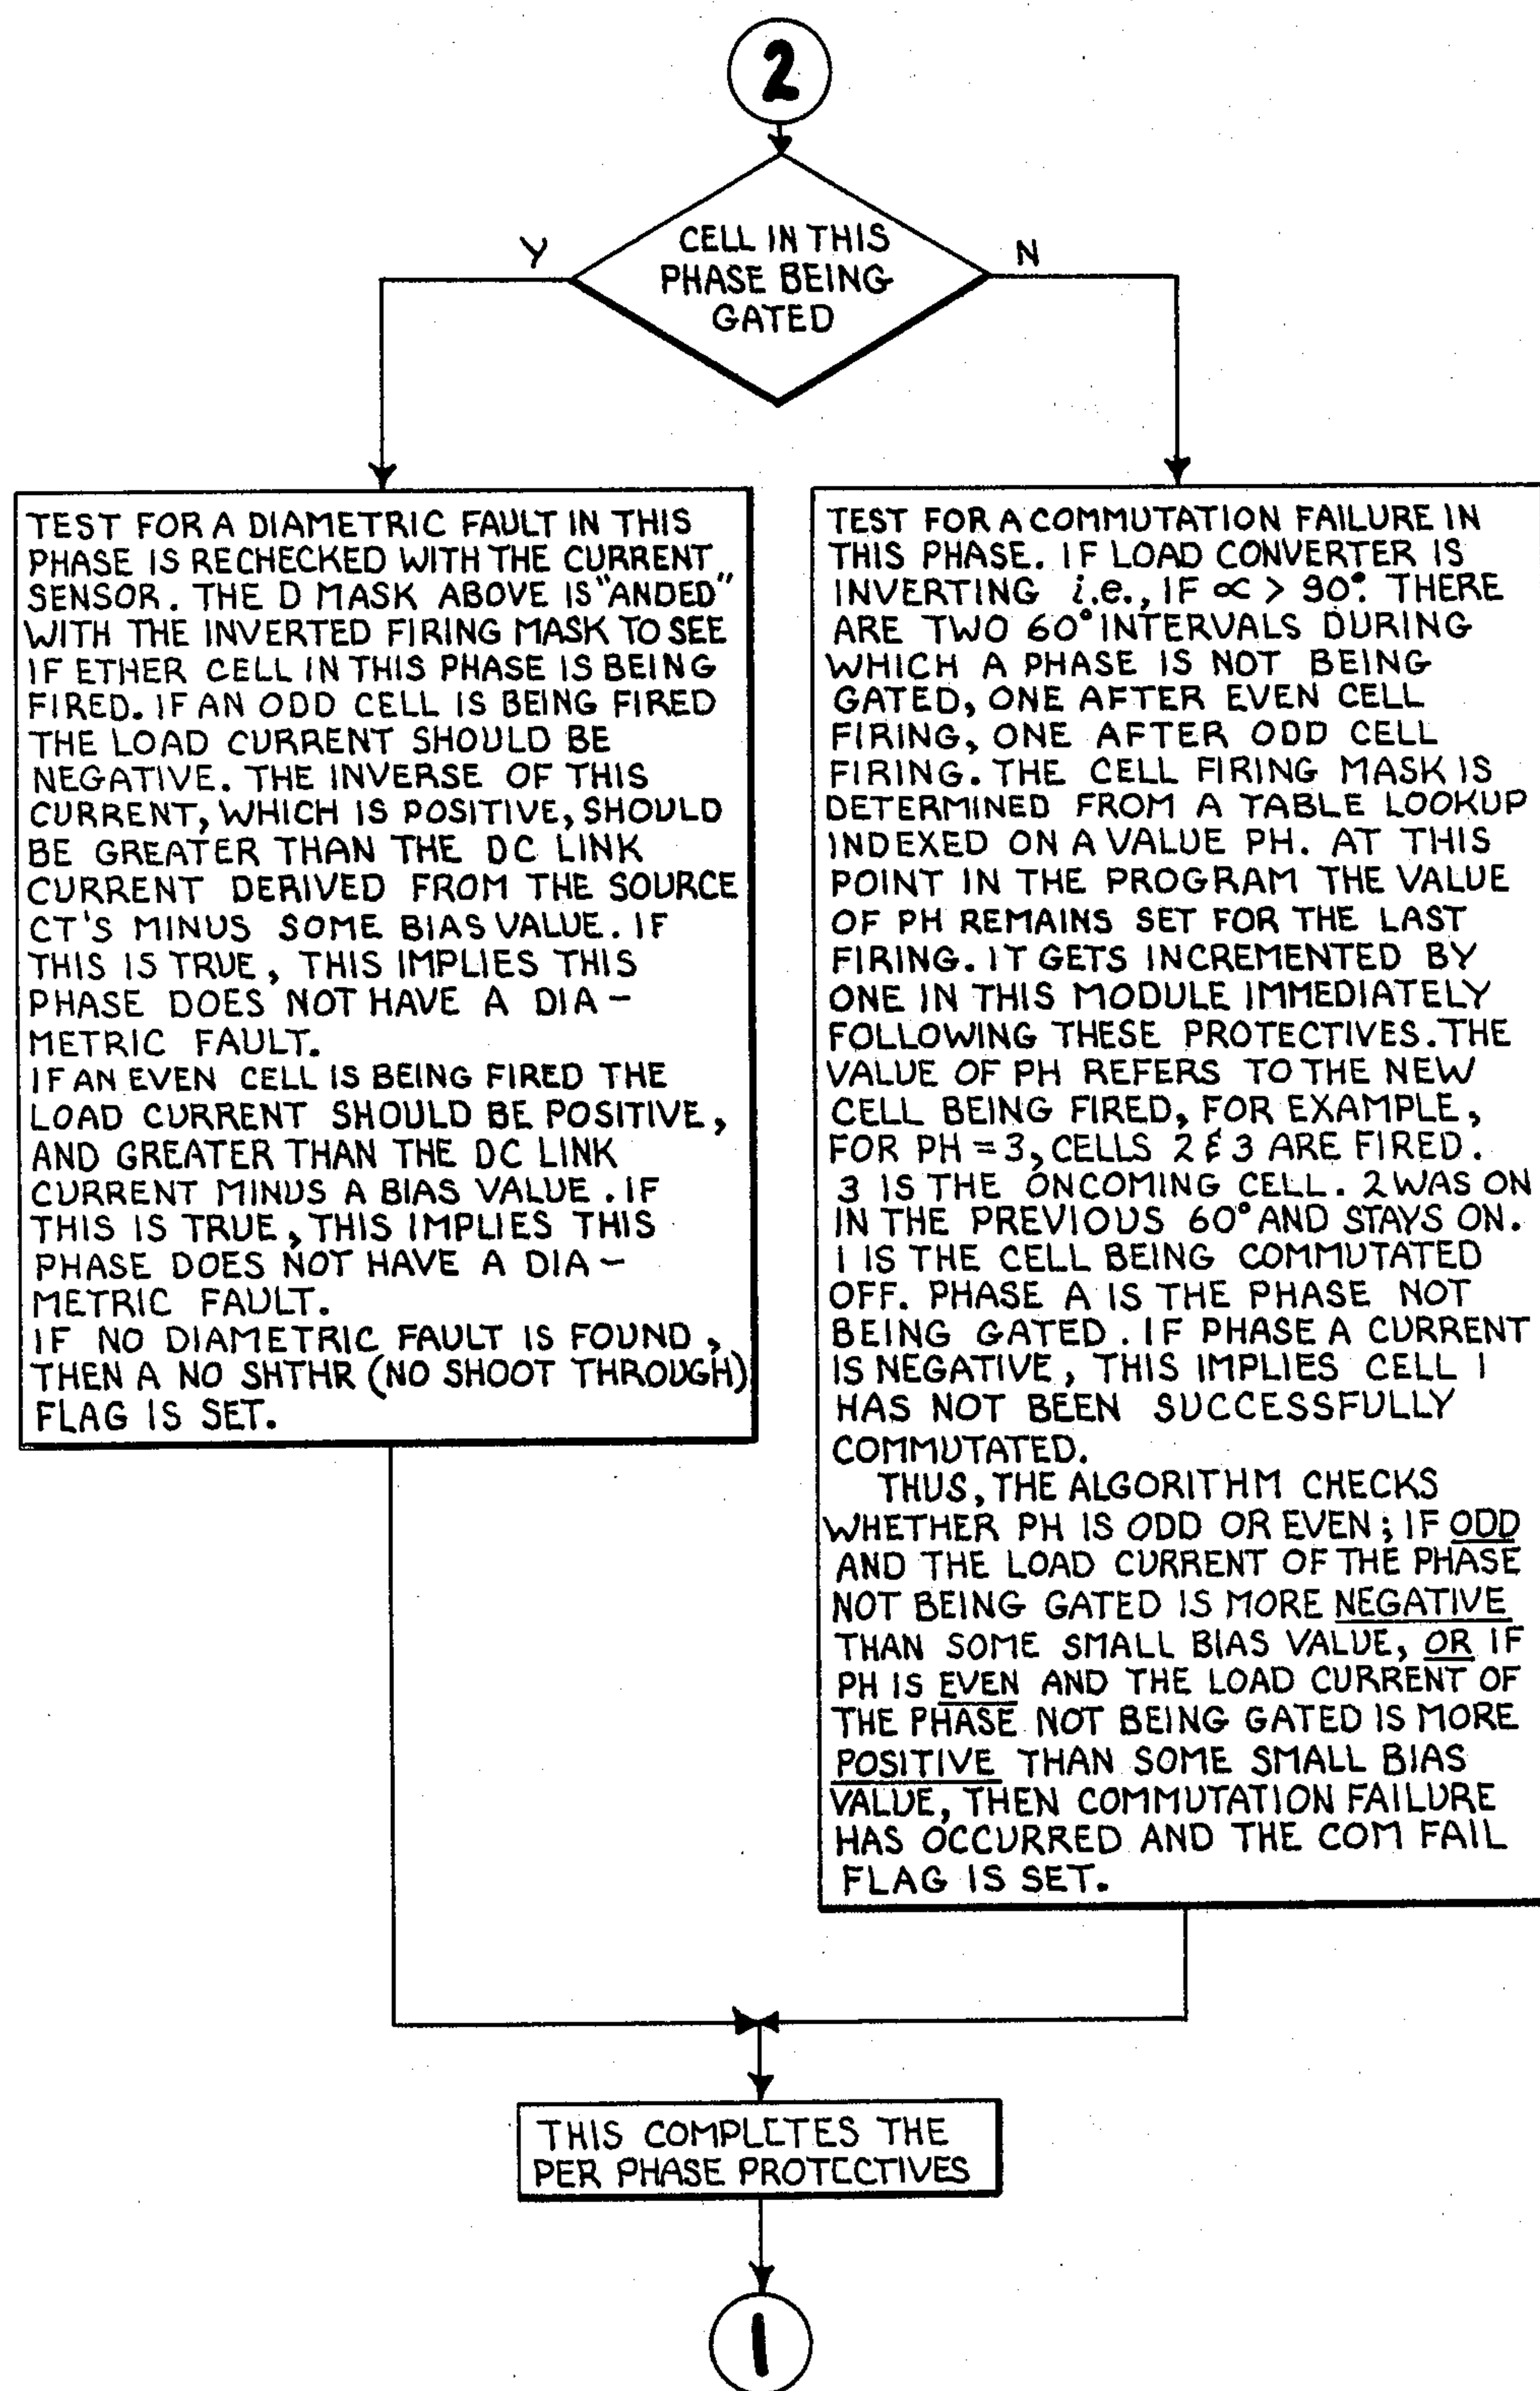 2
CELL IN THIS
PHASE BEING
GATED
Y
N
TEST FOR A DIAMETRIC FAULT IN THIS
PHASE IS RECHECKED WITH THE CURRENT
SENSOR. THE D MASK ABOVE IS "ANDED"
WITH THE INVERTED FIRING MASK TO SEE
IF ETHER CELL IN THIS PHASE IS BEING
FIRED. IF AN ODD CELL IS BEING FIRED
THE LOAD CURRENT SHOULD BE
NEGATIVE. THE INVERSE OF THIS
CURRENT, WHICH IS POSITIVE, SHOULD
BE GREATER THAN THE DC LINK
CURRENT DERIVED FROM THE SOURCE
CT'S MINUS SOME BIAS VALUE. IF
THIS IS TRUE, THIS IMPLIES THIS
PHASE DOES NOT HAVE A DIA-
METRIC FAULT.
IF AN EVEN CELL IS BEING FIRED THE
LOAD CURRENT SHOULD BE POSITIVE,
AND GREATER THAN THE DC LINK
CURRENT MINUS A BIAS VALUE. IF
THIS IS TRUE, THIS IMPLIES THIS
PHASE DOES NOT HAVE A DIA-
METRIC FAULT.
IF NO DIAMETRIC FAULT IS FOUND,
THEN A NO SHTHR (NO SHOOT THROUGH)
FLAG IS SET.
TEST FOR A COMMUTATION FAILURE IN
THIS PHASE. IF LOAD CONVERTER IS
INVERTING i.e., IF ∝ > 90°. THERE
ARE TWO 60° INTERVALS DURING
WHICH A PHASE IS NOT BEING
GATED, ONE AFTER EVEN CELL
FIRING, ONE AFTER ODD CELL
FIRING. THE CELL FIRING MASK IS
DETERMINED FROM A TABLE LOOKUP
INDEXED ON A VALUE PH. AT THIS
POINT IN THE PROGRAM THE VALUE
OF PH REMAINS SET FOR THE LAST
FIRING. IT GETS INCREMENTED BY
ONE IN THIS MODULE IMMEDIATELY
FOLLOWING THESE PROTECTIVES. THE
VALUE OF PH REFERS TO THE NEW
CELL BEING FIRED, FOR EXAMPLE,
FOR PH = 3, CELLS 2 & 3 ARE FIRED.
3 IS THE ONCOMING CELL. 2 WAS ON
IN THE PREVIOUS 60° AND STAYS ON.
1 IS THE CELL BEING COMMUTATED
OFF. PHASE A IS THE PHASE NOT
BEING GATED. IF PHASE A CURRENT
IS NEGATIVE, THIS IMPLIES CELL 1
HAS NOT BEEN SUCCESSFULLY
COMMUTATED.
THUS, THE ALGORITHM CHECKS
WHETHER PH IS ODD OR EVEN; IF ODD
AND THE LOAD CURRENT OF THE PHASE
NOT BEING GATED IS MORE NEGATIVE
THAN SOME SMALL BIAS VALUE, OR IF
PH IS EVEN AND THE LOAD CURRENT OF
THE PHASE NOT BEING GATED IS MORE
POSITIVE THAN SOME SMALL BIAS
VALUE, THEN COMMUTATION FAILURE
HAS OCCURRED AND THE COM FAIL
FLAG IS SET.
THIS COMPLETES THE
PER PHASE PROTECTIVES
1